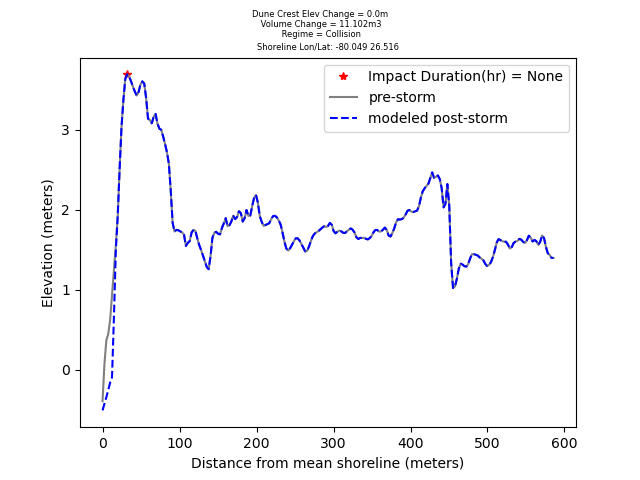 Dune Crest Elev Change = 0.0m
Volume Change = 11.102m3
Regime = Collision
Shoreline Lon/Lat: -80.049 26.516
Impact Duration(hr) = None
pre-storm
modeled post-storm
Elevation (meters)
3
2
1
0
0 100 200 300 400 500 600
Distance from mean shoreline (meters)